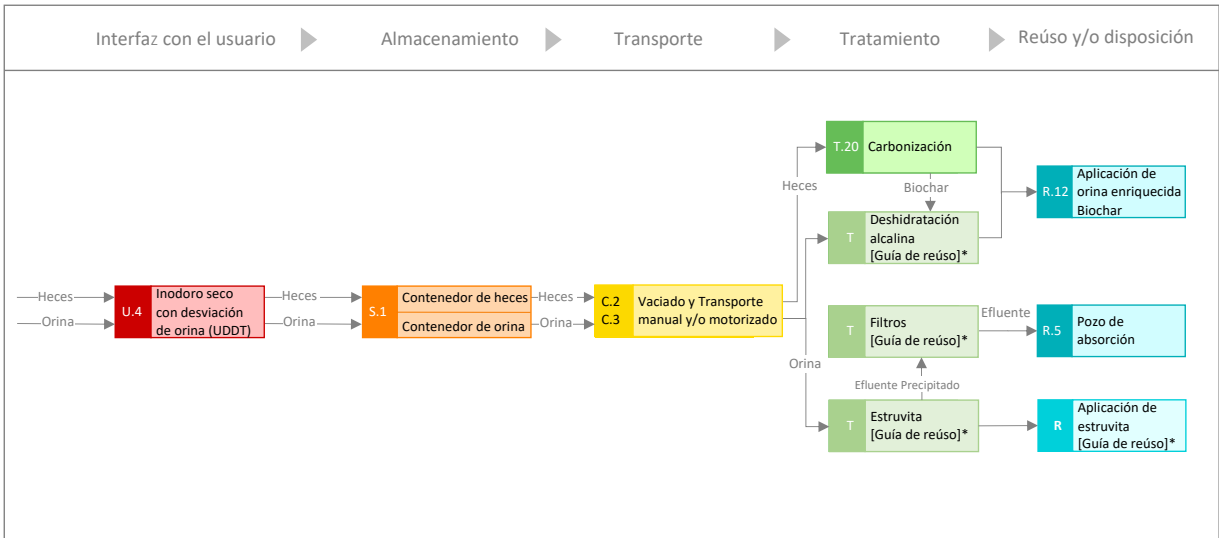 Interfaz con el usuario
Almacenamiento
Transporte
Tratamiento
Reúso y/o disposición
Heces
Orina
U.4
Inodoro seco
con desviación
de orina (UDDT)
Heces
Orina
S.1
Contenedor de heces
Contenedor de orina
Heces
Orina
C.2
C.3
Vaciado y Transporte
manual y/o motorizado
Heces
Orina
T.20
Carbonización
Biochar
T
Deshidratación
alcalina
[Guía de reúso]*
R.12
Aplicación de
orina enriquecida
Biochar
T
Filtros
[Guía de reúso]*
Efluente
R.5
Pozo de
absorción
Efluente Precipitado
T
Estruvita
[Guía de reúso]*
R
Aplicación de
estruvita
[Guía de reúso]*